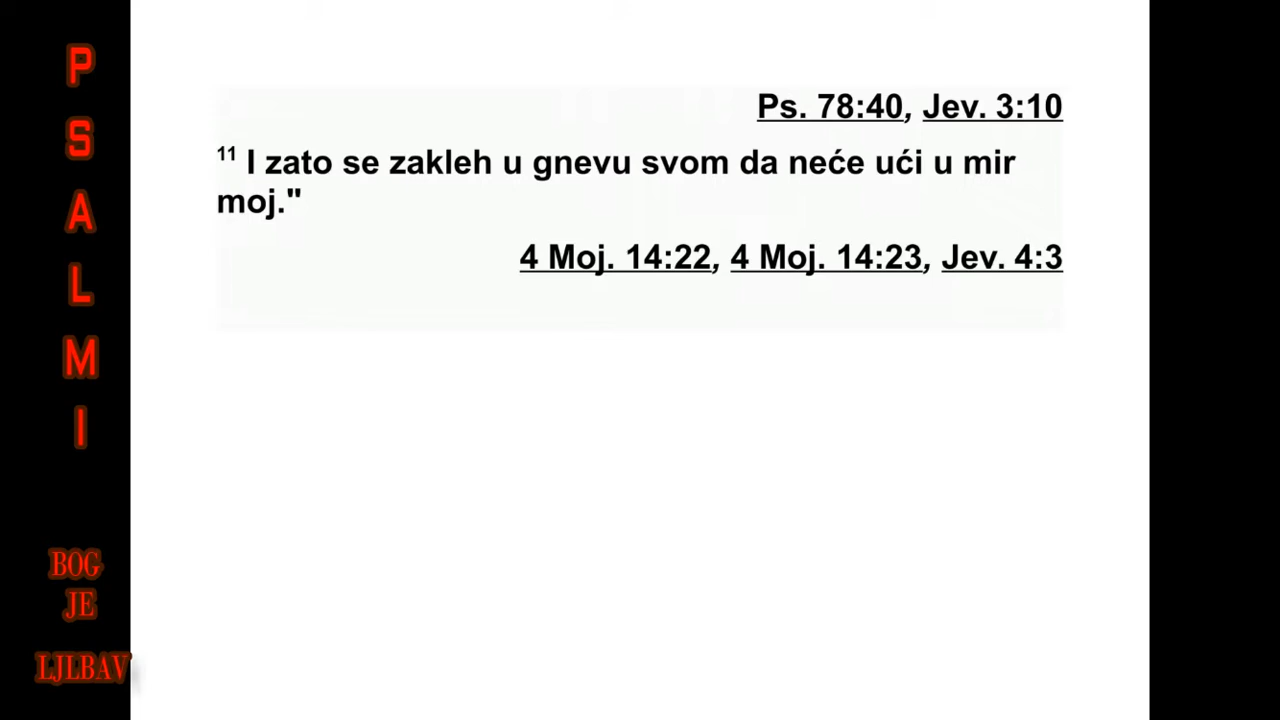 P
S
A
L
M
I
BOG
JE
LJLBAV
Ps. 78:40, Jev. 3:10
11 I zato se zakleh u gnevu svom da neće ući u mir
moj."
4 Moj. 14:22, 4 Moj. 14:23, Jev. 4:3